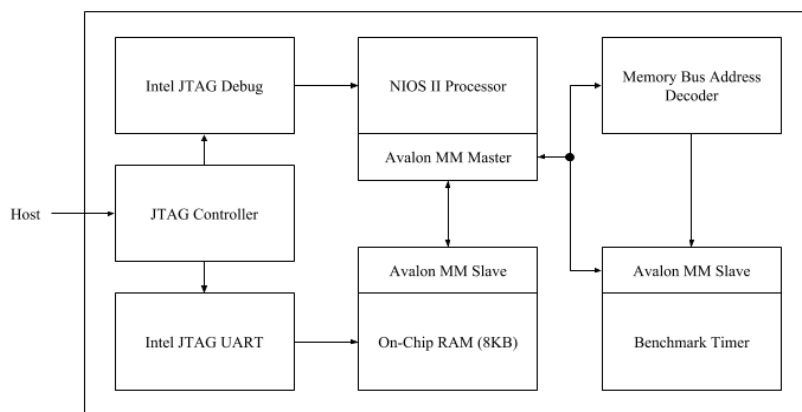 Intel JTAG Debug
NIOS II Processor
Memory Bus Address
Decoder
Avalon MM Master
Host
JTAG Controller
Avalon MM Slave
Avalon MM Slave
Intel JTAG UART
On-Chip RAM (8KB)
Benchmark Timer